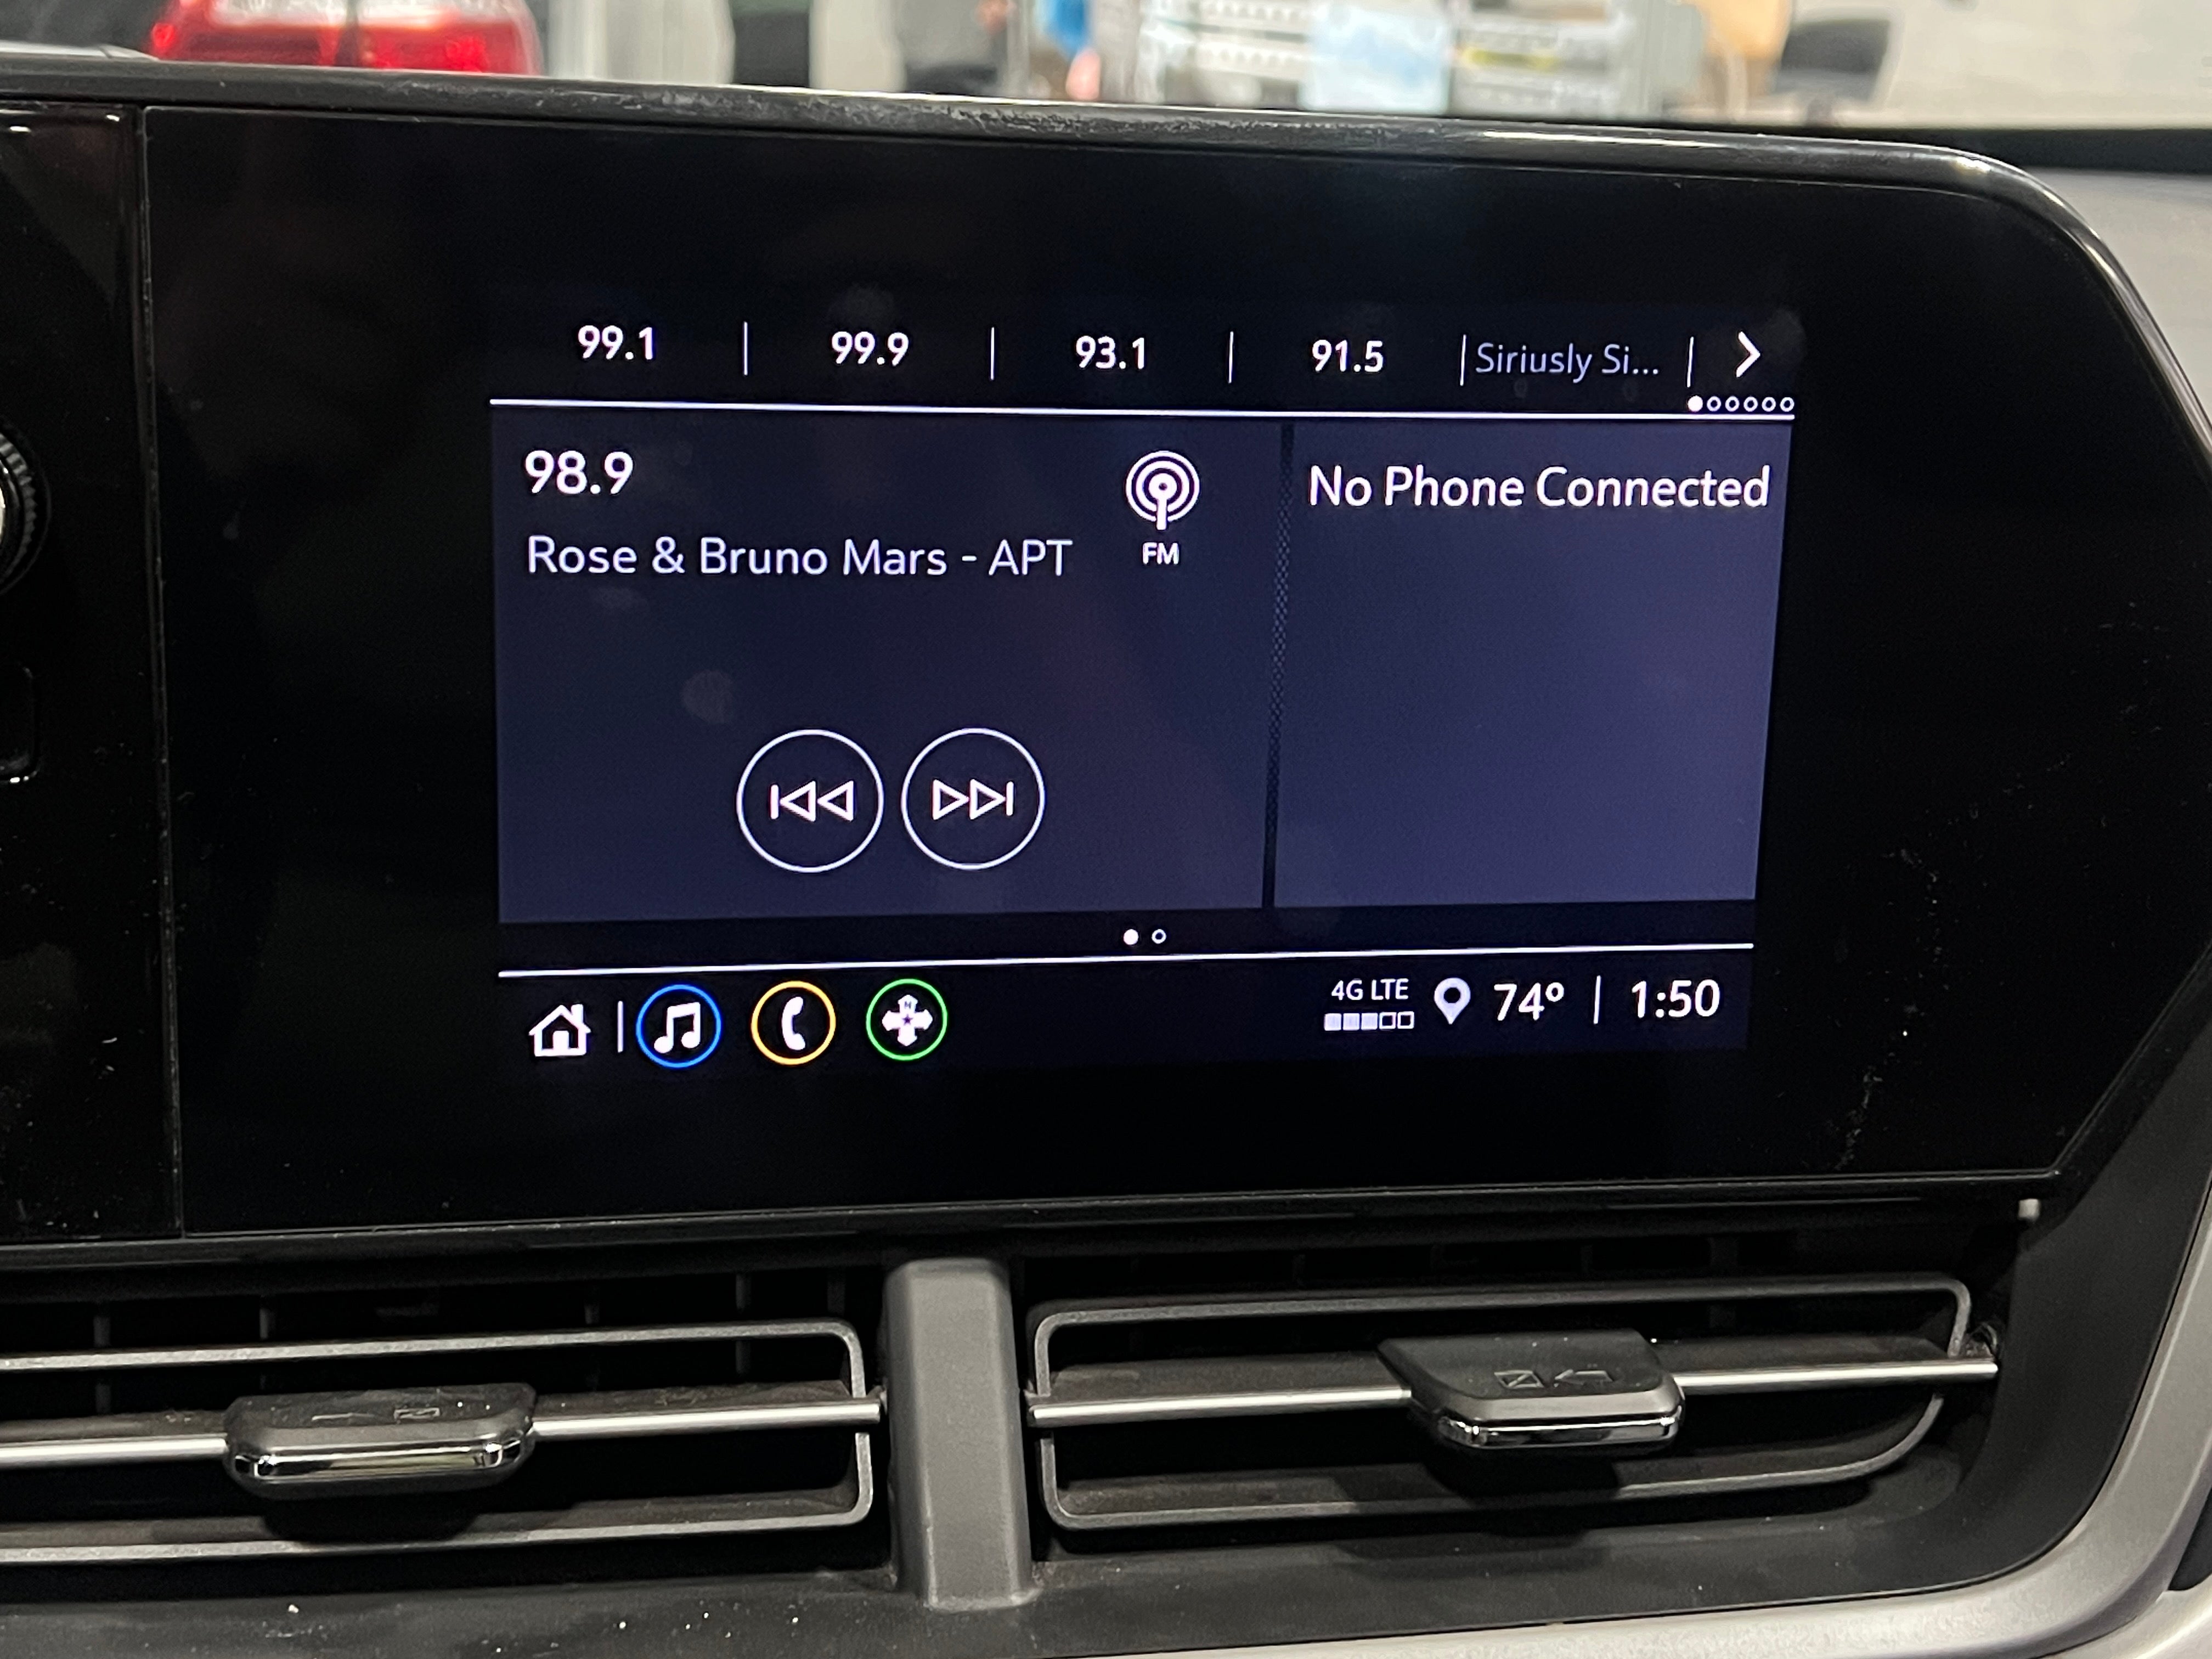 99.1 | 99.9 | 93.1 | 91.5 | Siriusly Si... |
98.9
FM
No Phone Connected
Rose & Bruno Mars - APT
4G LTE
74° | 1:50